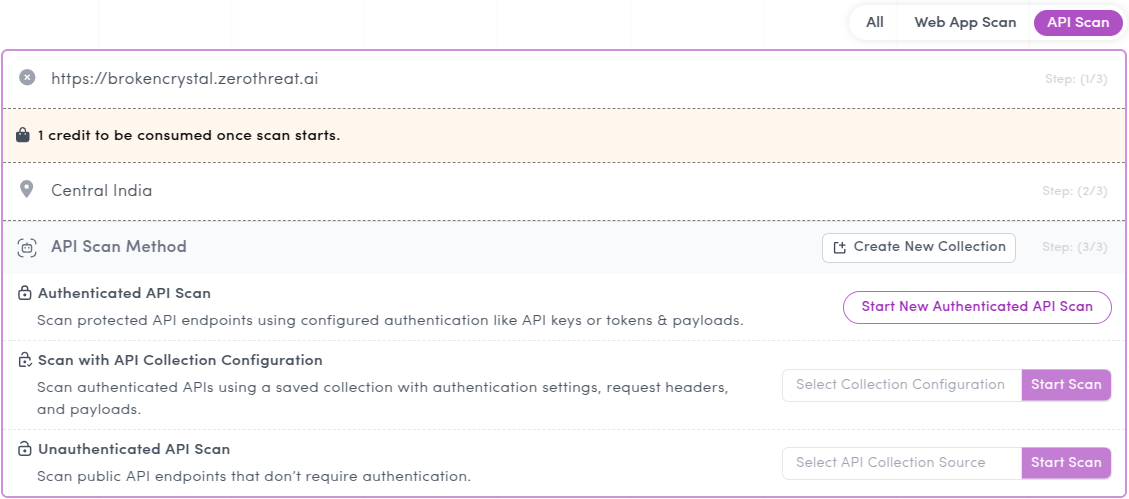 All
Web App Scan
API Scan
https://brokencrystal.zerothreat.ai
Step: (1/3)
1 credit to be consumed once scan starts.
Central India
Step: (2/3)
API Scan Method
Create New Collection
Step: (3/3)
Authenticated API Scan
Scan protected API endpoints using configured authentication like API keys or tokens & payloads.
Start New Authenticated API Scan
Scan with API Collection Configuration
Scan authenticated APIs using a saved collection with authentication settings, request headers,
and payloads.
Select Collection Configuration
Start Scan
Unauthenticated API Scan
Scan public API endpoints that don’t require authentication.
Select API Collection Source
Start Scan